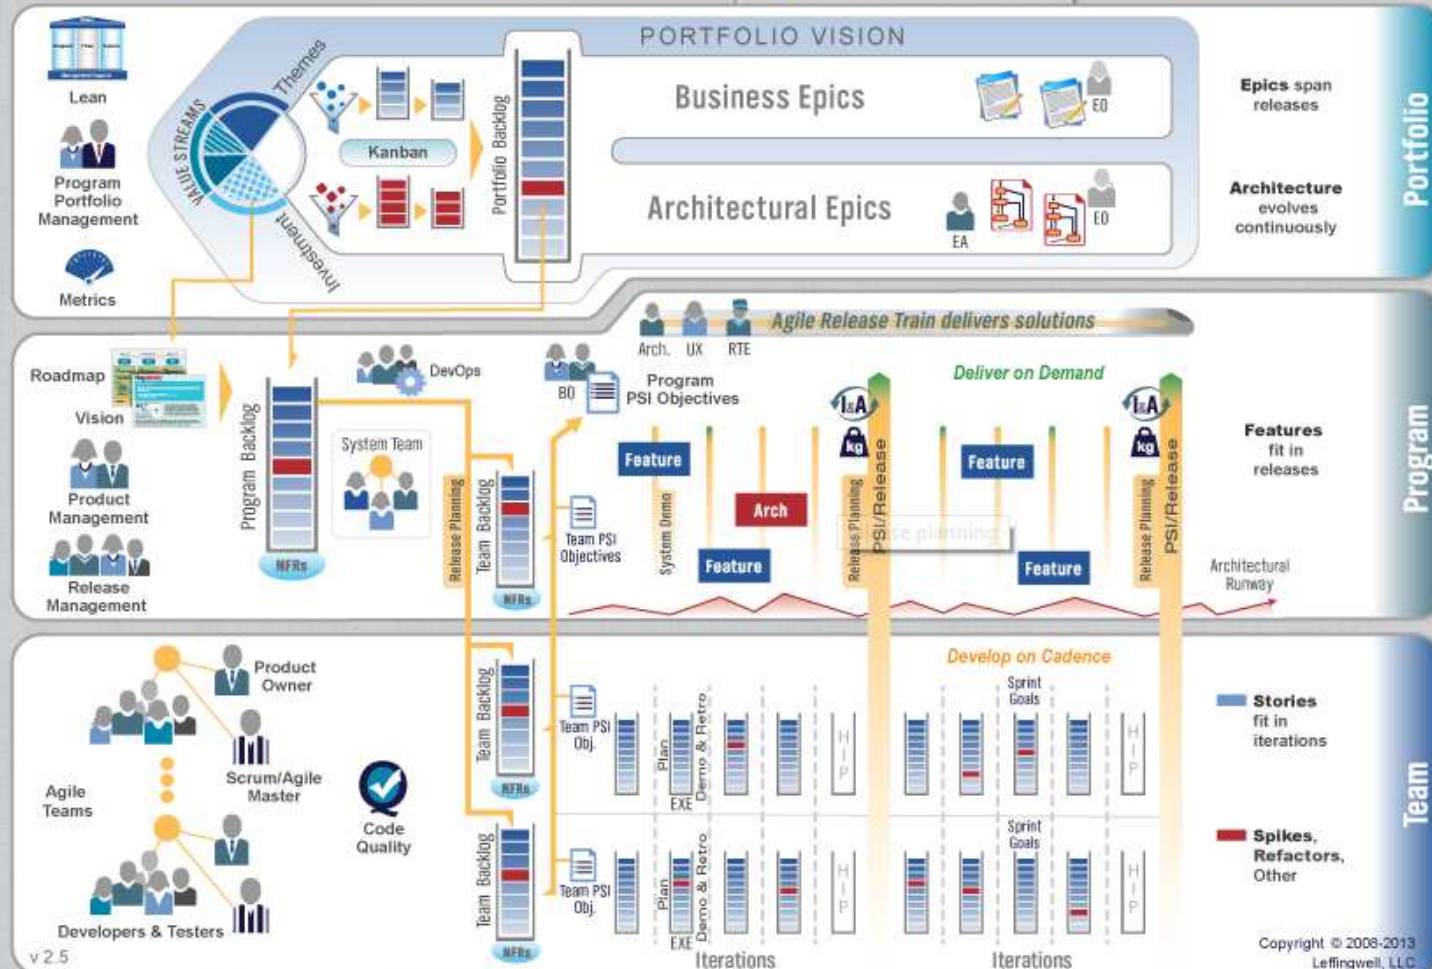 PORTFOLIO VISION
Lean
Program
Portfolio
Management
Metrics
VALUE STREAMS
Themes
Investment
Kanban
Portfolio Backlog
Business Epics
EO
Architectural Epics
EA
EO
Epics span
releases
Architecture
evolves
continuously
Portfolio
Roadmap
Vision
Product
Management
Release
Management
Program Backlog
NFRs
DevOps
System Team
Release Planning
Team Backlog
NFRs
BO
Program
PSI Objectives
Team PSI
Objectives
Arch.
UX
RTE
Agile Release Train delivers solutions
Deliver on Demand
Feature
System Demo
Feature
Arch
I&A
kg
Release Planning
PSI/Release
Feature
Feature
I&A
kg
Release Planning
PSI/Release
Features
fit in
releases
Architectural
Runway
Program
Agile
Teams
Product
Owner
Scrum/Agile
Master
Developers & Testers
Code
Quality
Develop on Cadence
Team Backlog
NFRs
Team PSI
Obj.
Plan
EXE
Demo & Retro
HIP
Sprint
Goals
HIP
Team Backlog
NFRs
Team PSI
Obj.
Plan
EXE
Demo & Retro
HIP
Sprint
Goals
HIP
Iterations
Iterations
Stories
fit in
iterations
Spikes,
Refactors,
Other
Team
v 2.5
Copyright © 2008-2013
Leffingwell, LLC